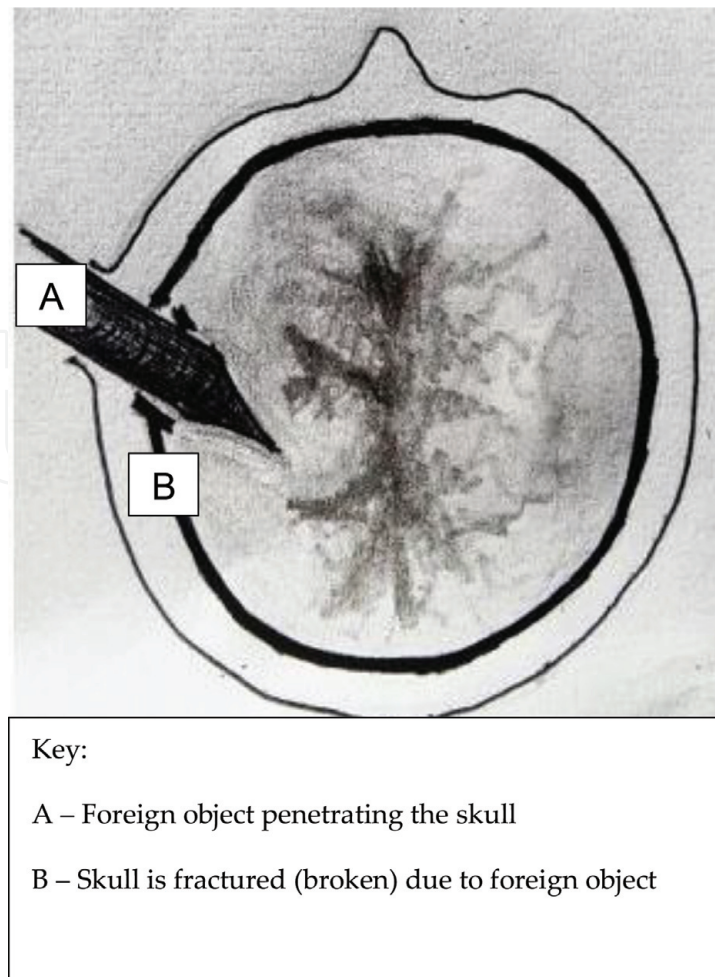 A
B
Key:
A – Foreign object penetrating the skull
B – Skull is fractured (broken) due to foreign object